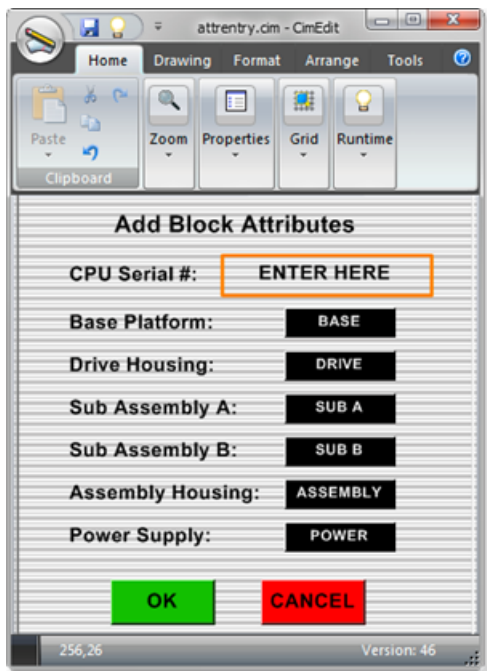 attrentry.cim - CimEdit
Home Drawing Format Arrange Tools
Paste Zoom Properties Grid Runtime
Clipboard
Add Block Attributes
CPU Serial #: ENTER HERE
Base Platform: BASE
Drive Housing: DRIVE
Sub Assembly A: SUB A
Sub Assembly B: SUB B
Assembly Housing: ASSEMBLY
Power Supply: POWER
OK CANCEL
256,26 Version: 46